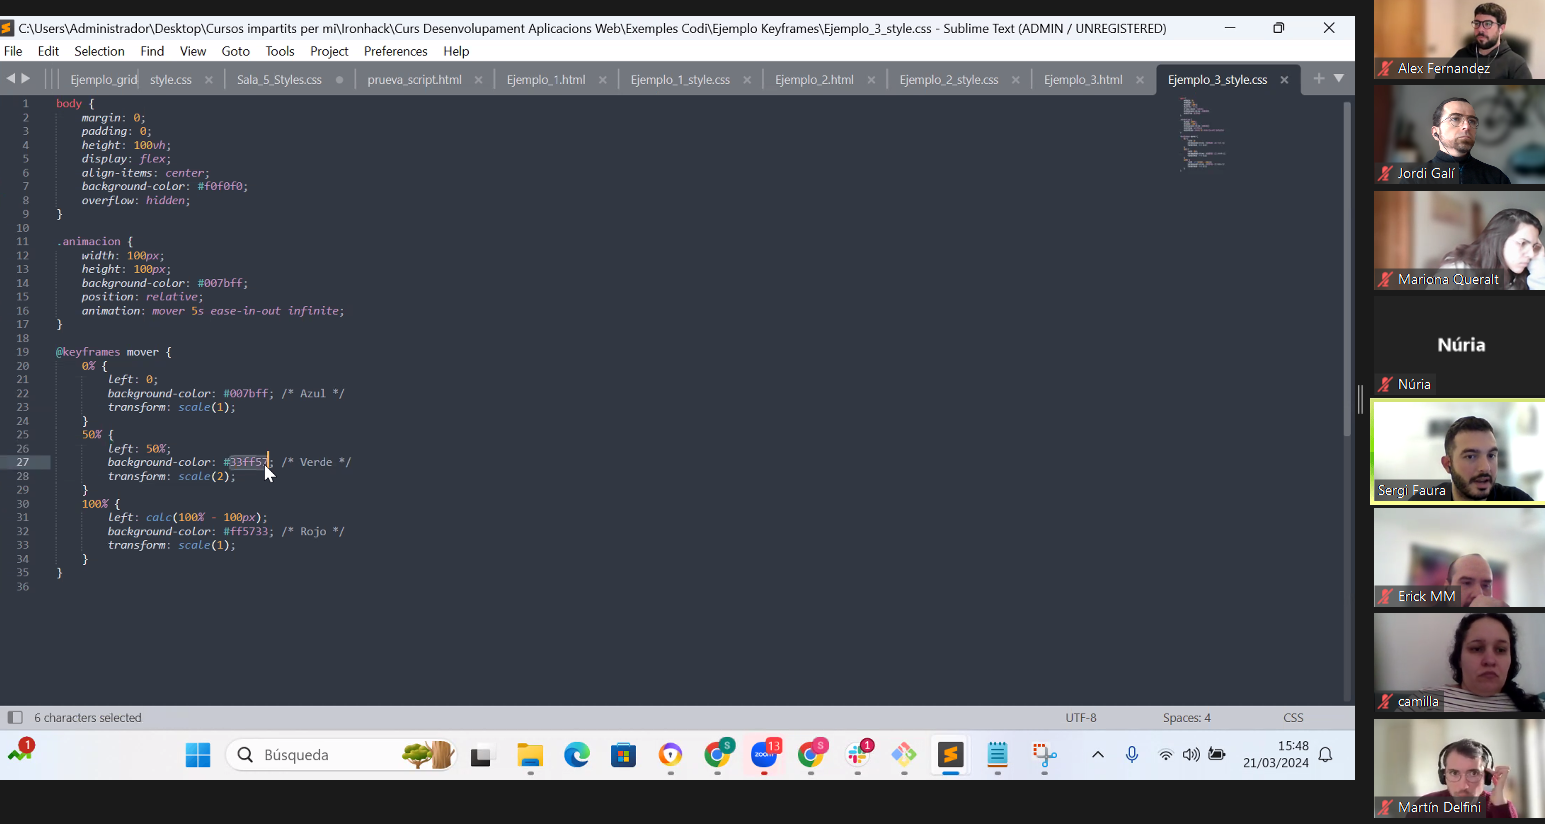 C:\Users\Administrador\Desktop\Cursos impartits per mi\Ironhack\Curs Desenvolupament Aplicacions Web\Exemples Codi\Ejemplo Keyframes\Ejemplo_3_style.css - Sublime Text (ADMIN / UNREGISTERED)
File Edit Selection Find View Goto Tools Project Preferences Help
Ejemplo_grid style.css Sala_5_Styles.css prueva_script.html Ejemplo_1.html Ejemplo_1_style.css Ejemplo_2.html Ejemplo_2_style.css Ejemplo_3.html Ejemplo_3_style.css
1 body {
2 margin: 0;
3 padding: 0;
4 height: 100vh;
5 display: flex;
6 align-items: center;
7 background-color: #f0f0f0;
8 overflow: hidden;
9 }
10
11 .animacion {
12 width: 100px;
13 height: 100px;
14 background-color: #007bff;
15 position: relative;
16 animation: mover 5s ease-in-out infinite;
17 }
18
19 @keyframes mover {
20 0% {
21 left: 0;
22 background-color: #007bff; /* Azul */
23 transform: scale(1);
24 }
25 50% {
26 left: 50%;
27 background-color: #33ff57; /* Verde */
28 transform: scale(2);
29 }
30 100% {
31 left: calc(100% - 100px);
32 background-color: #ff5733; /* Rojo */
33 transform: scale(1);
34 }
35 }
36
6 characters selected UTF-8 Spaces: 4 CSS
1
Búsqueda
S
zoom
13
S
1
15:48
21/03/2024
Alex Fernandez
Jordi Galí
Mariona Queralt
Núria
Núria
Sergi Faura
Erick MM
camilla
Martín Delfini